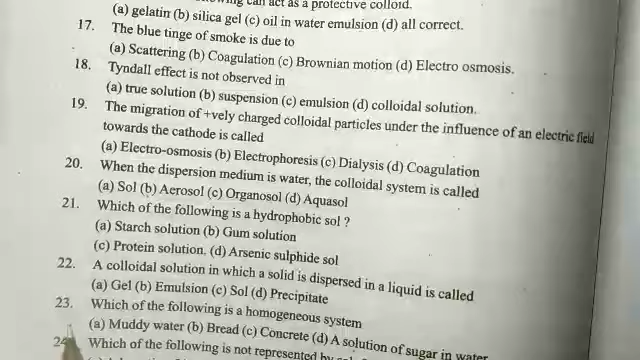 can act as a protective colloid.
(a) gelatin (b) silica gel (c) oil in water emulsion (d) all correct.
17. The blue tinge of smoke is due to
(a) Scattering (b) Coagulation (c) Brownian motion (d) Electro osmosis.
18. Tyndall effect is not observed in
(a) true solution (b) suspension (c) emulsion (d) colloidal solution.
19. The migration of +vely charged colloidal particles under the influence of an electric field
towards the cathode is called
(a) Electro-osmosis (b) Electrophoresis (c) Dialysis (d) Coagulation
20. When the dispersion medium is water, the colloidal system is called
(a) Sol (b) Aerosol (c) Organosol (d) Aquasol
21. Which of the following is a hydrophobic sol ?
(a) Starch solution (b) Gum solution
(c) Protein solution. (d) Arsenic sulphide sol
22. A colloidal solution in which a solid is dispersed in a liquid is called
(a) Gel (b) Emulsion (c) Sol (d) Precipitate
23. Which of the following is a homogeneous system
(a) Muddy water (b) Bread (c) Concrete (d) A solution of sugar in water
24 Which of the following is not represented by